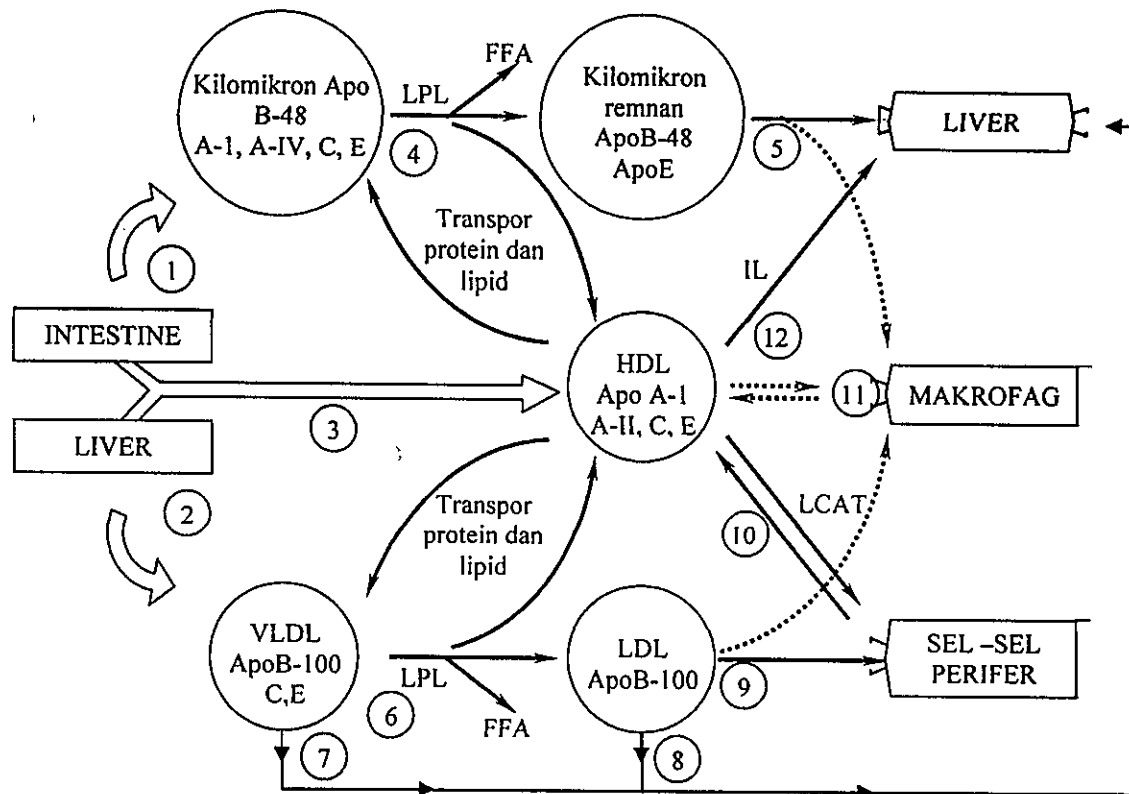 FFA
Kilomikron Apo
B-48
A-1, A-IV, C, E
LPL
4
Kilomikron
remnan
ApoB-48
ApoE
5
LIVER
1
Transpor
protein dan
lipid
IL
12
INTESTINE
LIVER
3
HDL
Apo A-1
A-II, C, E
11
MAKROFAG
2
Transpor
protein dan
lipid
LCAT
10
VLDL
ApoB-100
C,E
LPL
6
FFA
LDL
ApoB-100
9
SEL –SEL
PERIFER
7
8